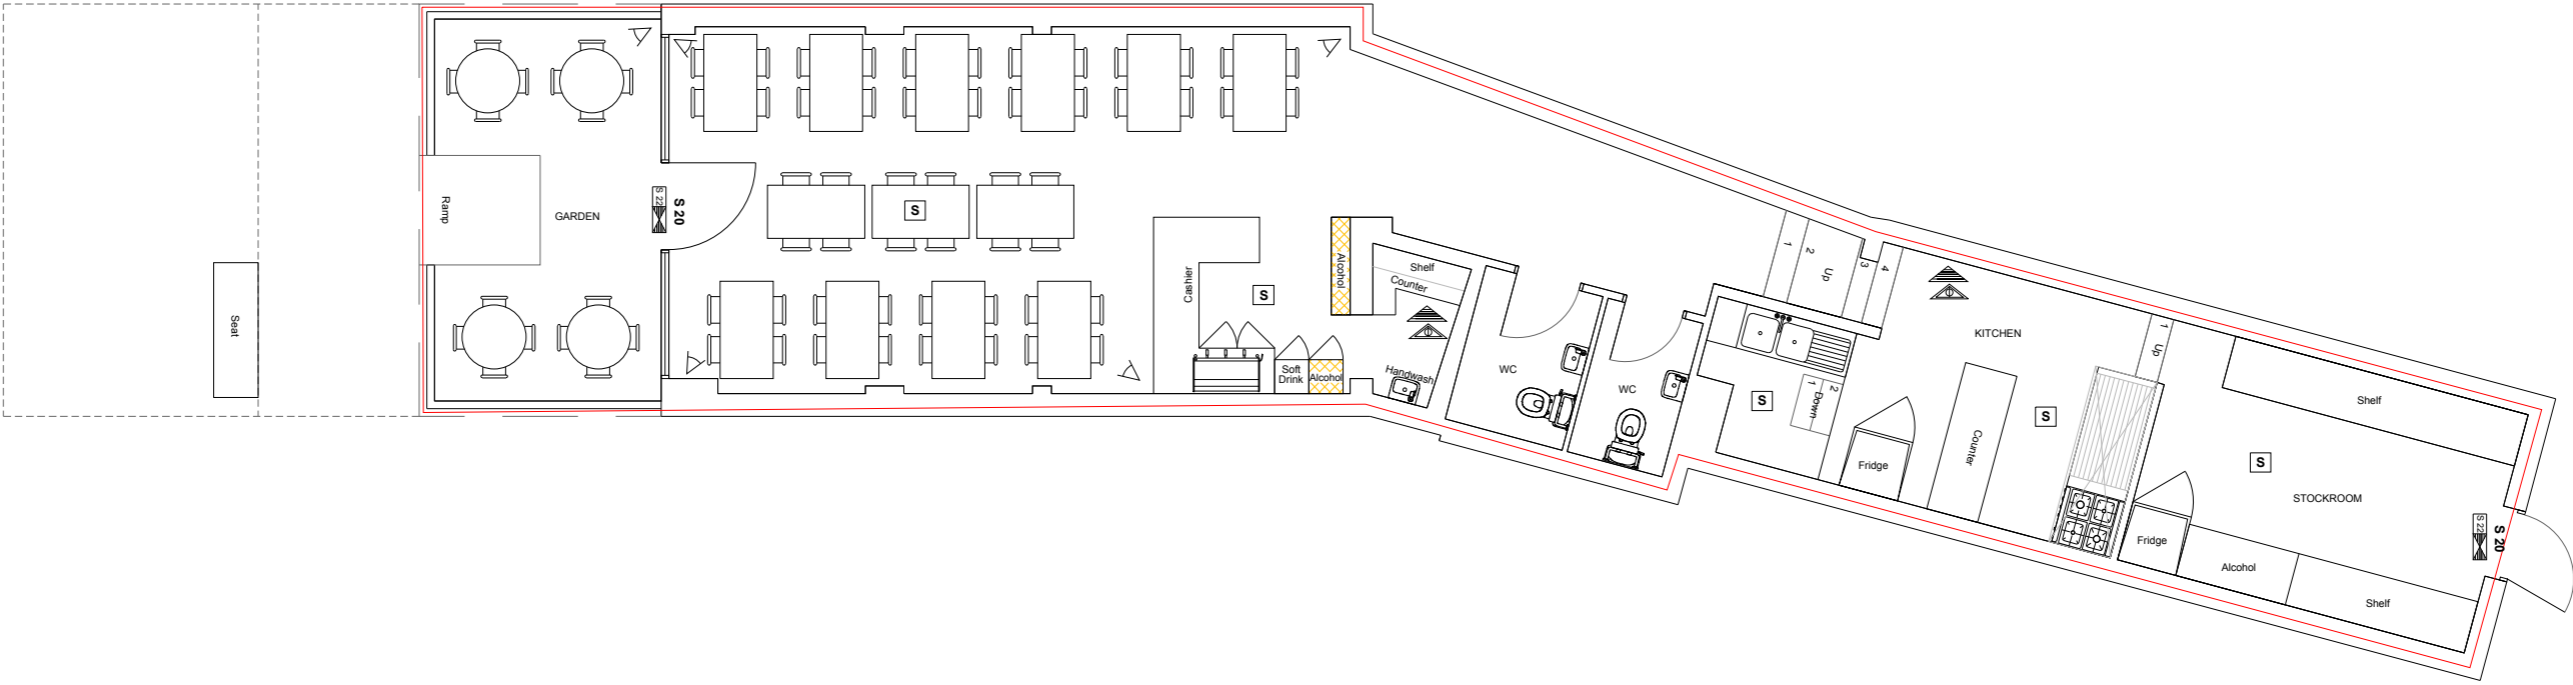 Seat
Ramp
GARDEN
S 22
S 20
S
Cashier
S
Soft
Drink
Alcohol
Alcohol
Shelf
Counter
Handwash
WC
WC
1
2
Up
3
4
S
1
2
Down
Fridge
KITCHEN
Counter
S
1
Up
Fridge
Shelf
S
STOCKROOM
Alcohol
Shelf
S 22
S 20